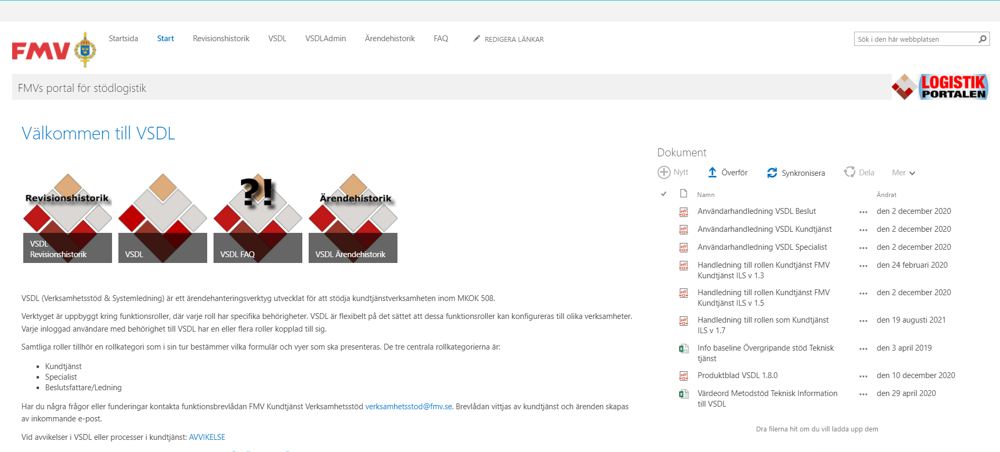 FMV
Startsida
Start
Revisionshistorik
VSDL
VSDLAdmin
Ärendehistorik
FAQ
REDIGERA LÄNKAR
Sök i den här webbplatsen
FMVs portal för stödlogistik
LOGISTIK
PORTALEN
Välkommen till VSDL
Revisionshistorik
VSDL
Revisionshistorik
VSDL
?!
VSDL FAQ
Ärendehistorik
VSDL Ärendehistorik
VSDL (Verksamhetsstöd & Systemledning) är ett ärendehanteringsverktyg utvecklat för att stödja kundtjänstverksamheten inom MKOK 508.
Verktyget är uppbyggt kring funktionsroller, där varje roll har specifika behörigheter. VSDL är flexibelt på det sättet att dessa funktionsroller kan konfigureras till olika verksamheter.
Varje inloggad användare med behörighet till VSDL har en eller flera roller kopplad till sig.
Samtliga roller tillhör en rollkategori som i sin tur bestämmer vilka formulär och vyer som ska presenteras. De tre centrala rollkategorierna är:
• Kundtjänst
• Specialist
• Beslutsfattare/Ledning
Har du några frågor eller funderingar kontakta funktionsbrevlådan FMV Kundtjänst Verksamhetsstöd verksamhetsstod@fmv.se. Brevlådan vittjas av kundtjänst och ärenden skapas
av inkommande e-post.
Vid avvikelser i VSDL eller processer i kundtjänst: AVVIKELSE
Dokument
Nytt
Överför
Synkronisera
Dela
Mer
Namn
Ändrat
Användarhandledning VSDL Beslut ••• den 2 december 2020
Användarhandledning VSDL Kundtjänst ••• den 2 december 2020
Användarhandledning VSDL Specialist ••• den 2 december 2020
Handledning till rollen Kundtjänst FMV ••• den 24 februari 2020
Kundtjänst ILS v 1.3
Handledning till rollen Kundtjänst FMV ••• den 2 december 2020
Kundtjänst ILS v 1.5
Handledning till rollen som Kundtjänst ••• den 19 augusti 2021
ILS v 1.7
Info baseline Övergripande stöd Teknisk ••• den 3 april 2019
tjänst
Produktblad VSDL 1.8.0 ••• den 10 december 2020
Värdeord Metodstöd Teknisk Information ••• den 29 april 2020
till VSDL
Dra filerna hit om du vill ladda upp dem